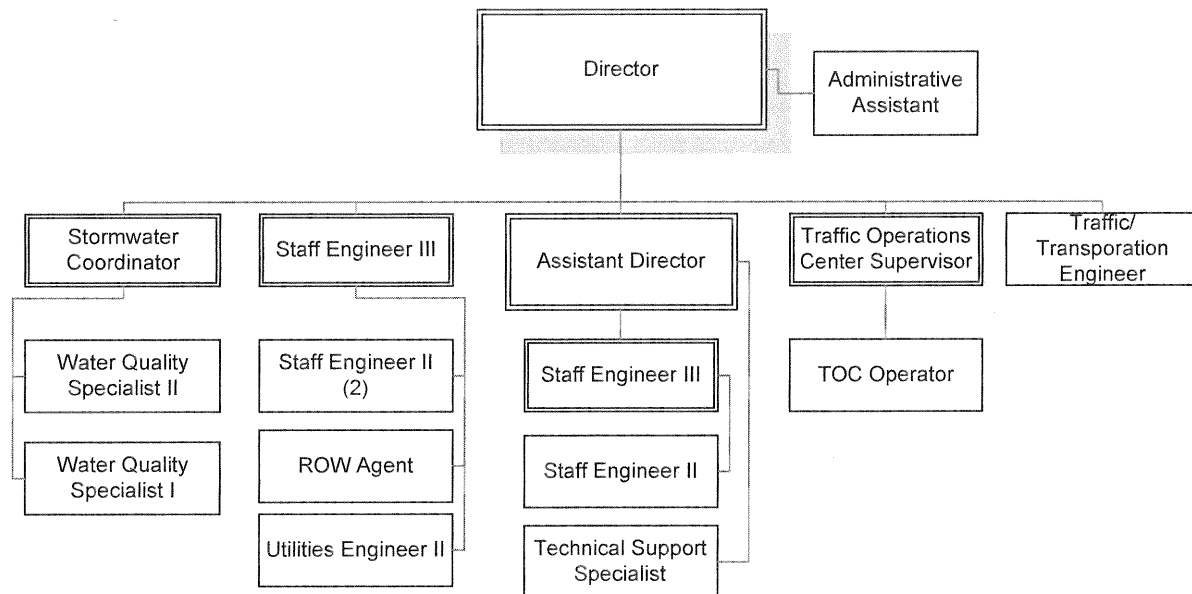 Director
Administrative
Assistant
Stormwater
Coordinator
Staff Engineer III
Assistant Director
Traffic Operations
Center Supervisor
Traffic/
Transporation
Engineer
Water Quality
Specialist II
Staff Engineer II
(2)
Staff Engineer III
TOC Operator
Water Quality
Specialist I
ROW Agent
Staff Engineer II
Utilities Engineer II
Technical Support
Specialist